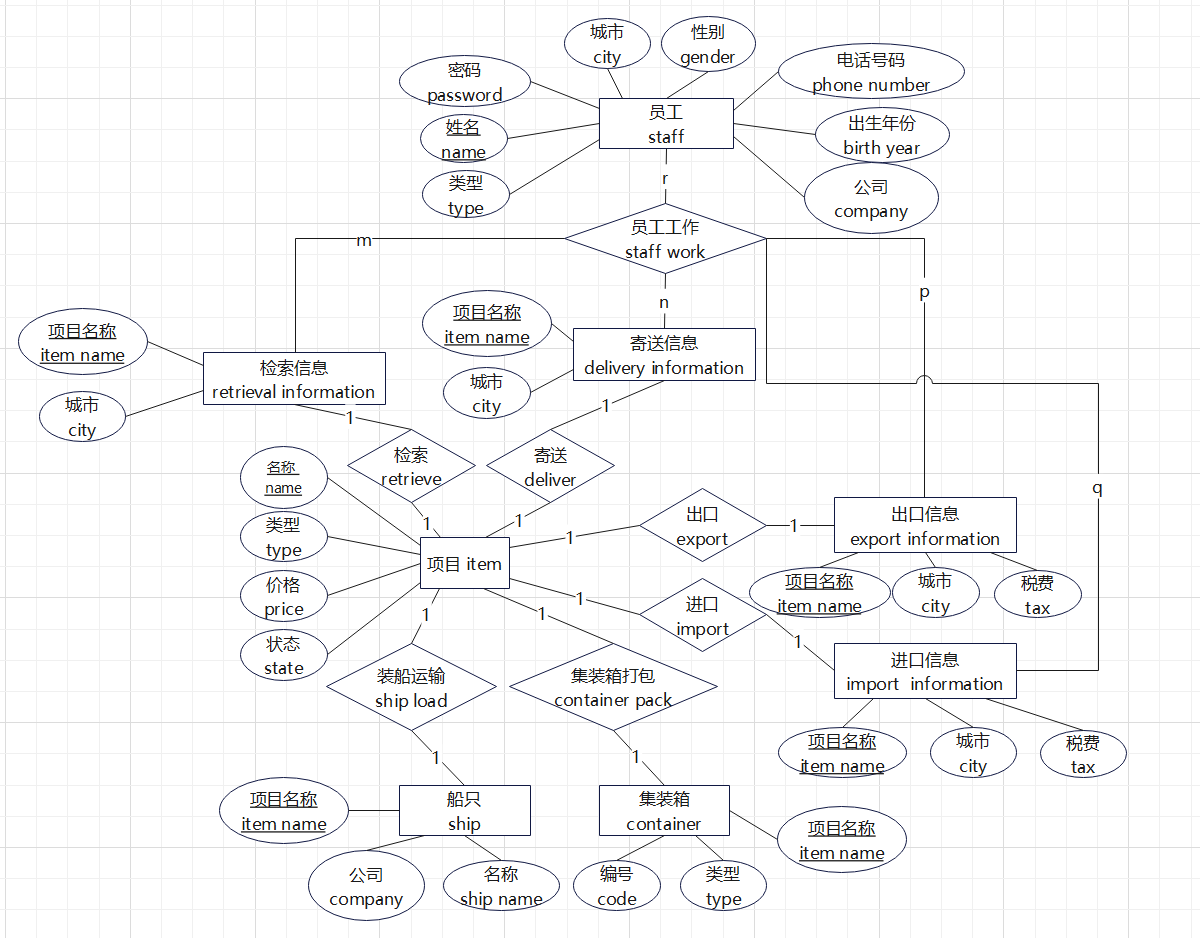 城市
city
性别
gender
密码
password
电话号码
phone number
员工
staff
姓名
name
出生年份
birth year
类型
type
公司
company
r
员工工作
staff work
m
n
p
项目名称
item name
项目名称
item name
检索信息
retrieval information
寄送信息
delivery information
城市
city
城市
city
1
1
检索
retrieve
寄送
deliver
q
名称
name
1
1
类型
type
项目 item
1
出口
export
1
出口信息
export information
价格
price
项目名称
item name
城市
city
税费
tax
1
进口
import
1
状态
state
1
1
装船运输
ship load
集装箱打包
container pack
进口信息
import information
项目名称
item name
城市
city
税费
tax
1
1
项目名称
item name
船只
ship
集装箱
container
项目名称
item name
公司
company
名称
ship name
编号
code
类型
type